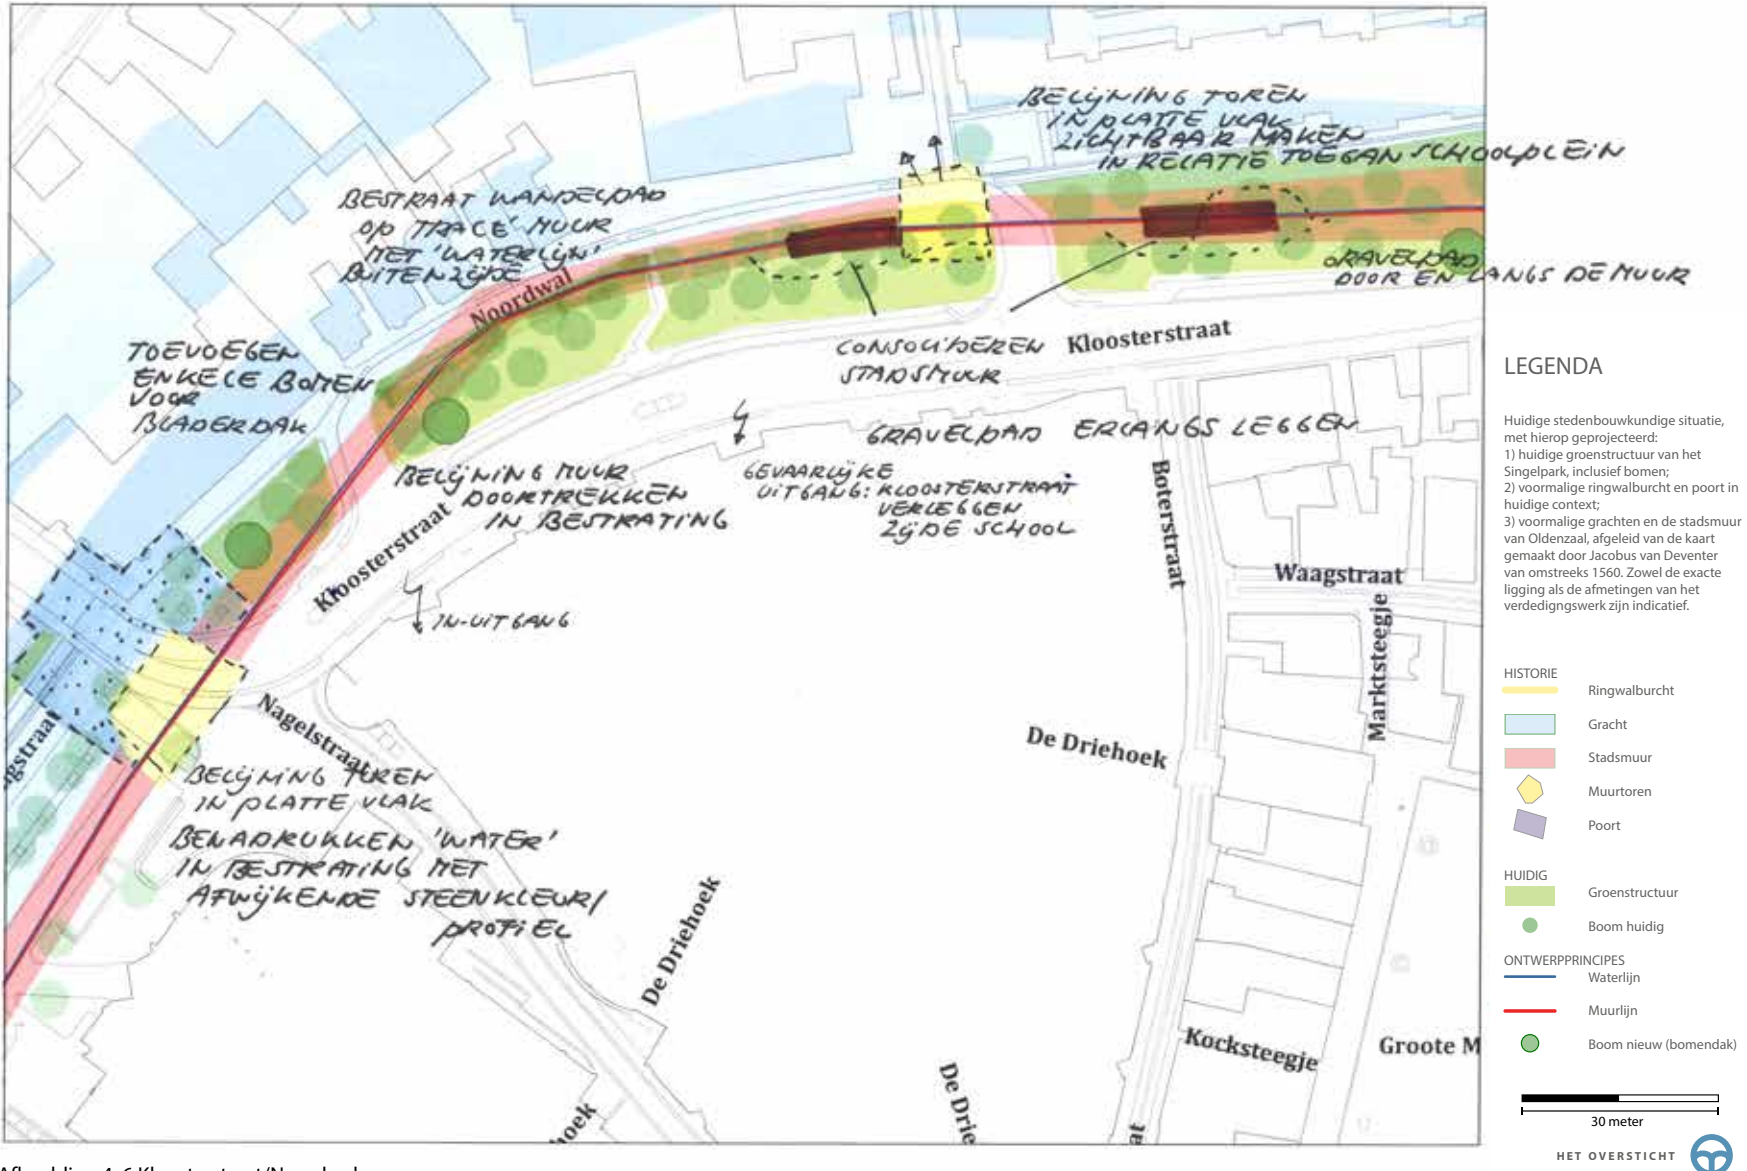 BELIJNING TOREN
IN PLATTE VLAK
ZICHTBAAR MAKEN
IN RELATIE TOEGAN SCHOOLPLEIN
BESTRAAT WANDELPAD
OP TRACE' MUUR
MET 'WATERLIJN'
BUITENZIJDE
Noordwal
GRAVELPAD
DOOR EN LANGS DE MUUR
TOEVOEGEN
ENKELE BOMEN
VOOR
BLADERDAK
CONSOLIDEREN
STADSMUUR
Kloosterstraat
GRAVELPAD ERLANGS LEGGEN
BELIJNING MUUR
DOORTREKKEN
IN BESTRATING
GEVAARLIJKE
UITGANG: KLOOSTERSTRAAT
VERLEGGEN
ZIJDE SCHOOL
Kloosterstraat
IN-UITGANG
Boterstraat
Waagstraat
Marktsteegje
Nagelstraat
De Driehoek
gstraat
BELIJNING TOREN
IN PLATTE VLAK
BENADRUKKEN 'WATER'
IN BESTRATING MET
AFWIJKENDE STEENKLEUR/
PROFIEL
De Driehoek
Kocksteegje
Groote M
De Drie
hoek
at
LEGENDA
Huidige stedenbouwkundige situatie,
met hierop geprojecteerd:
1) huidige groenstructuur van het
Singelpark, inclusief bomen;
2) voormalige ringwalburcht en poort in
huidige context;
3) voormalige grachten en de stadsmuur
van Oldenzaal, afgeleid van de kaart
gemaakt door Jacobus van Deventer
van omstreeks 1560. Zowel de exacte
ligging als de afmetingen van het
verdedigingswerk zijn indicatief.
HISTORIE
Ringwalburcht
Gracht
Stadsmuur
Muurtoren
Poort
HUIDIG
Groenstructuur
Boom huidig
ONTWERPPRINCIPES
Waterlijn
Muurlijn
Boom nieuw (bomendak)
30 meter
HET OVERSTICHT